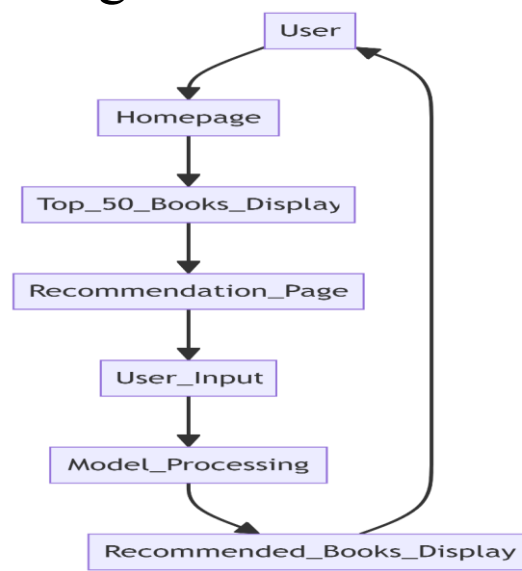 User
Homepage
Top_50_Books_Display
Recommendation_Page
User_Input
Model_Processing
Recommended_Books_Display